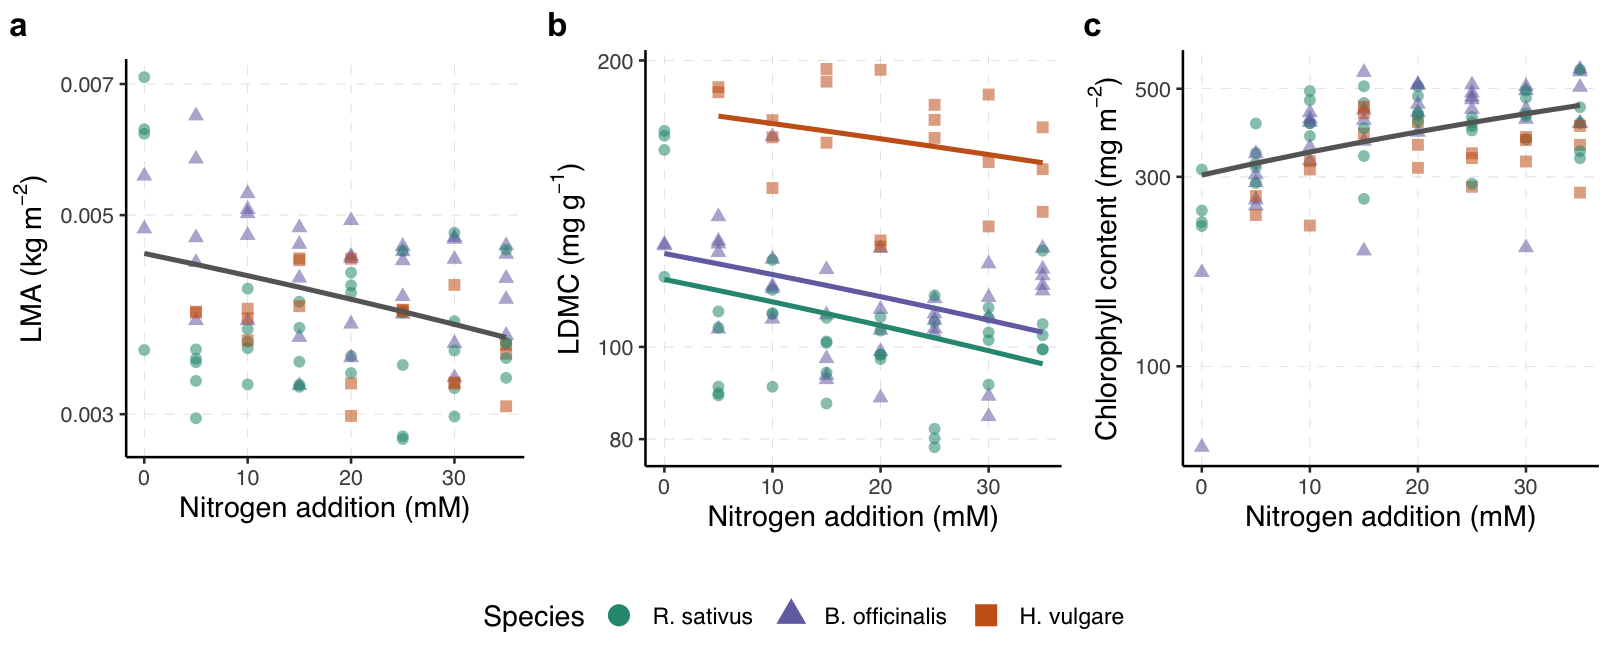 a
b
c
LMA (kg m⁻²)
0.007
0.005
0.003
0 10 20 30
Nitrogen addition (mM)
LDMC (mg g⁻¹)
200
100
80
0 10 20 30
Nitrogen addition (mM)
Chlorophyll content (mg m⁻²)
500
300
100
0 10 20 30
Nitrogen addition (mM)
Species R. sativus B. officinalis H. vulgare